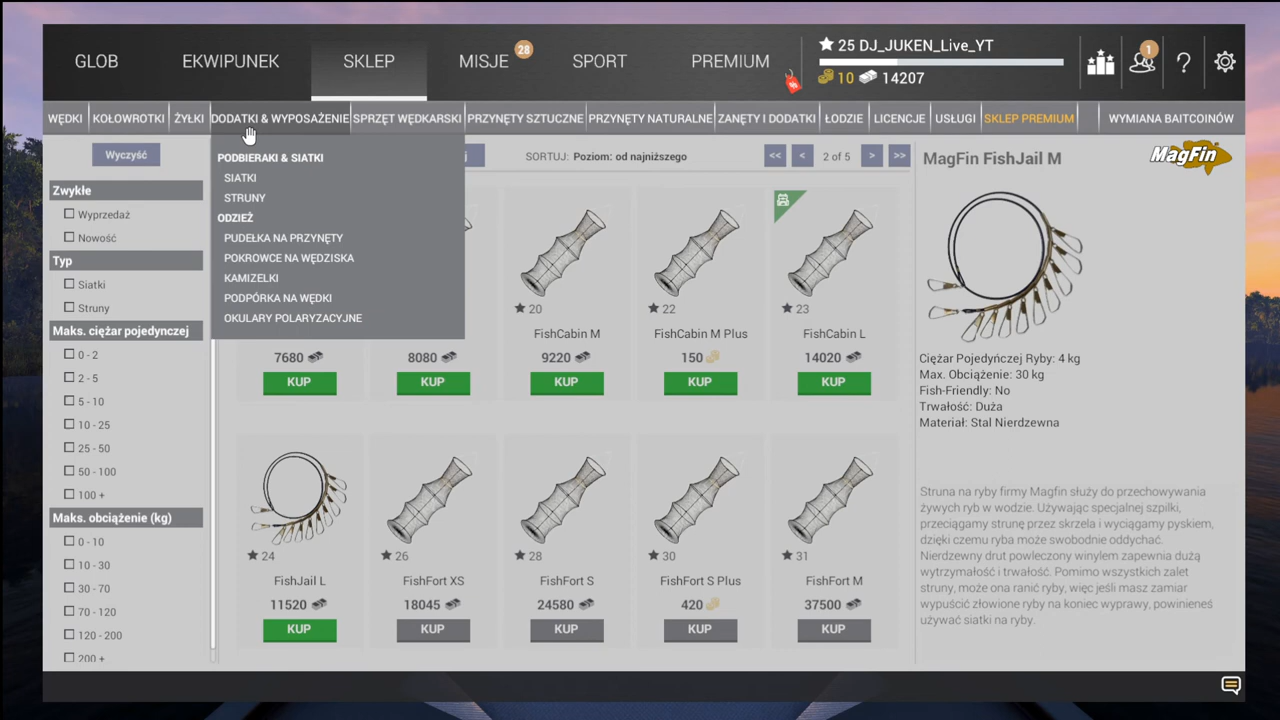 GLOB
EKWIPUNEK
SKLEP
MISJE
28
SPORT
PREMIUM
25 DJ_JUKEN_Live_YT
10
14207
1
?
WĘDKI
KOŁOWROTKI
ŻYŁKI
DODATKI & WYPOSAŻENIE
SPRZĘT WĘDKARSKI
PRZYNĘTY SZTUCZNE
PRZYNĘTY NATURALNE
ZANĘTY I DODATKI
ŁODZIE
LICENCJE
USŁUGI
SKLEP PREMIUM
WYMIANA BAITCOINÓW
Wyczyść
Zwykłe
Wyprzedaż
Nowość
Typ
Siatki
Struny
Maks. ciężar pojedynczej
0 - 2
2 - 5
5 - 10
10 - 25
25 - 50
50 - 100
100 +
Maks. obciążenie (kg)
0 - 10
10 - 30
30 - 70
70 - 120
120 - 200
200 +
PODBIERAKI & SIATKI
SIATKI
STRUNY
ODZIEŻ
PUDEŁKA NA PRZYNĘTY
POKROWCE NA WĘDZISKA
KAMIZELKI
PODPÓRKA NA WĘDKI
OKULARY POLARYZACYJNE
SORTUJ: Poziom: od najniższego
<< < 2 of 5 > >>
20
22
23
FishCabin M
FishCabin M Plus
FishCabin L
7680
8080
9220
150
14020
KUP
KUP
KUP
KUP
KUP
24
26
28
30
31
FishJail L
FishFort XS
FishFort S
FishFort S Plus
FishFort M
11520
18045
24580
420
37500
KUP
KUP
KUP
KUP
KUP
MagFin FishJail M
MagFin
Ciężar Pojedyńczej Ryby: 4 kg
Max. Obciążenie: 30 kg
Fish-Friendly: No
Trwałość: Duża
Materiał: Stal Nierdzewna
Struna na ryby firmy Magfin służy do przechowywania
żywych ryb w wodzie. Używając specjalnej szpilki,
przeciągamy strunę przez skrzela i wyciągamy pyskiem,
dzięki czemu ryba może swobodnie oddychać.
Nierdzewny drut powleczony winylem zapewnia dużą
wytrzymałość i trwałość. Pomimo wszystkich zalet
struny, może ona ranić ryby, więc jeśli masz zamiar
wypuścić złowione ryby na koniec wyprawy, powinieneś
używać siatki na ryby.